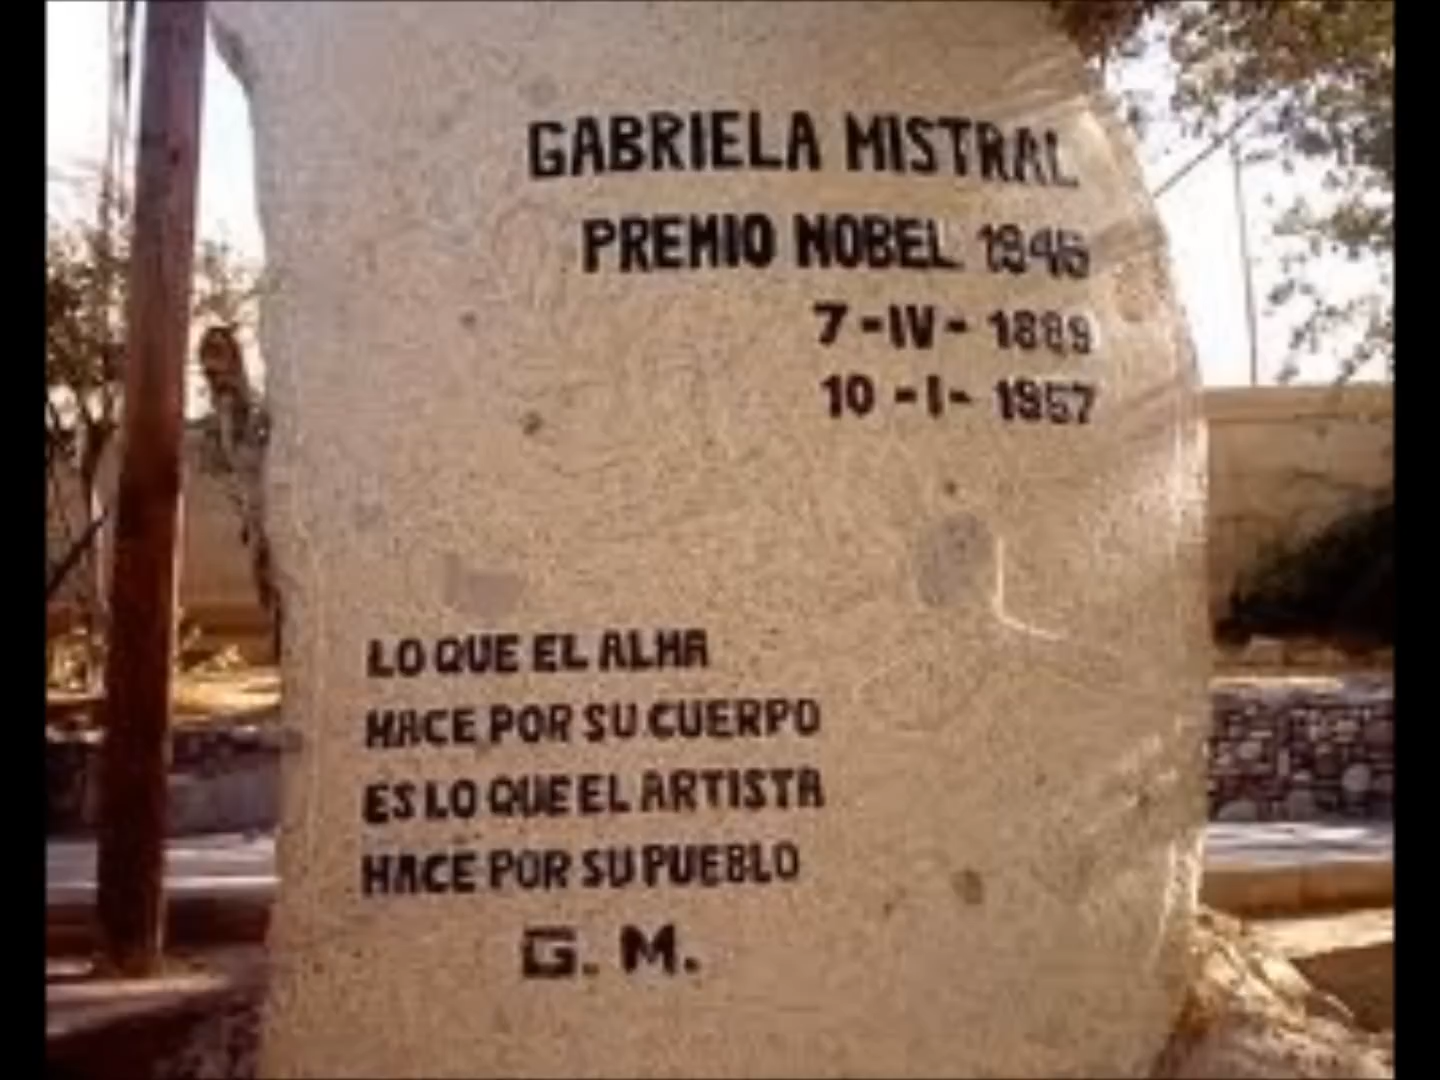 GABRIELA MISTRAL
PREMIO NOBEL 1945
7-IV-1889
10-I-1957
LO QUE EL ALMA
HACE POR SU CUERPO
ES LO QUE EL ARTISTA
HACE POR SU PUEBLO
G. M.